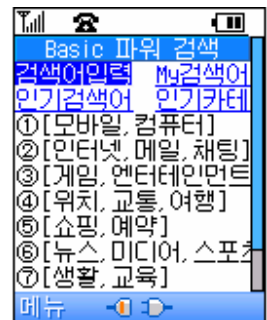 Basic 파워 검색
검색어입력 My검색어
인기검색어 인기카테
①[모바일,컴퓨터]
②[인터넷,메일,채팅]
③[게임,엔터테인먼트
④[위치,교통,여행]
⑤[쇼핑,예약]
⑥[뉴스,미디어,스포츠
⑦[생활,교육]
메뉴